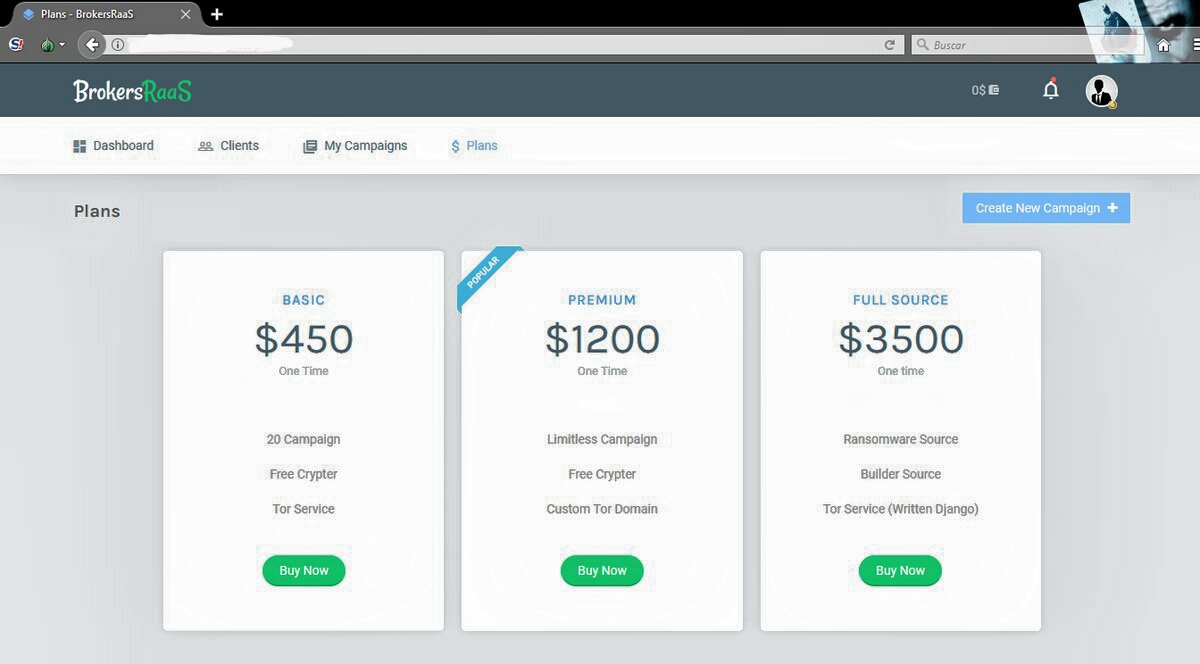 Plans - BrokersRaaS
Buscar
BrokersRaaS
0$
Dashboard
Clients
My Campaigns
$ Plans
Plans
Create New Campaign +
BASIC
$450
One Time
20 Campaign
Free Crypter
Tor Service
Buy Now
POPULAR
PREMIUM
$1200
One Time
Limitless Campaign
Free Crypter
Custom Tor Domain
Buy Now
FULL SOURCE
$3500
One time
Ransomware Source
Builder Source
Tor Service (Written Django)
Buy Now